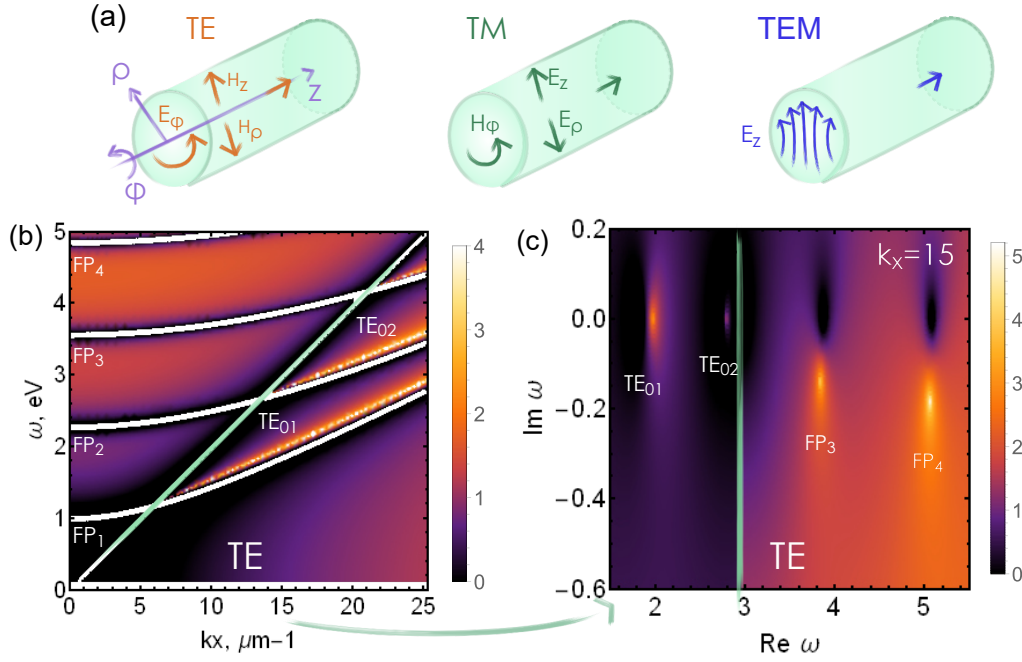 (a)
TE
TM
TEM
ρ
Hz
Eφ
Hρ
z
φ
Ez
Hφ
Eρ
Ez
(b)
5
4
3
2
1
0
ω, eV
FP4
FP3
FP2
FP1
TE02
TE01
TE
0
5
10
15
20
25
kx, μm−1
4
3
2
1
0
(c)
kx=15
0.2
0.0
−0.2
−0.4
−0.6
Im ω
TE01
TE02
FP3
FP4
TE
2
3
4
5
Re ω
5
4
3
2
1
0